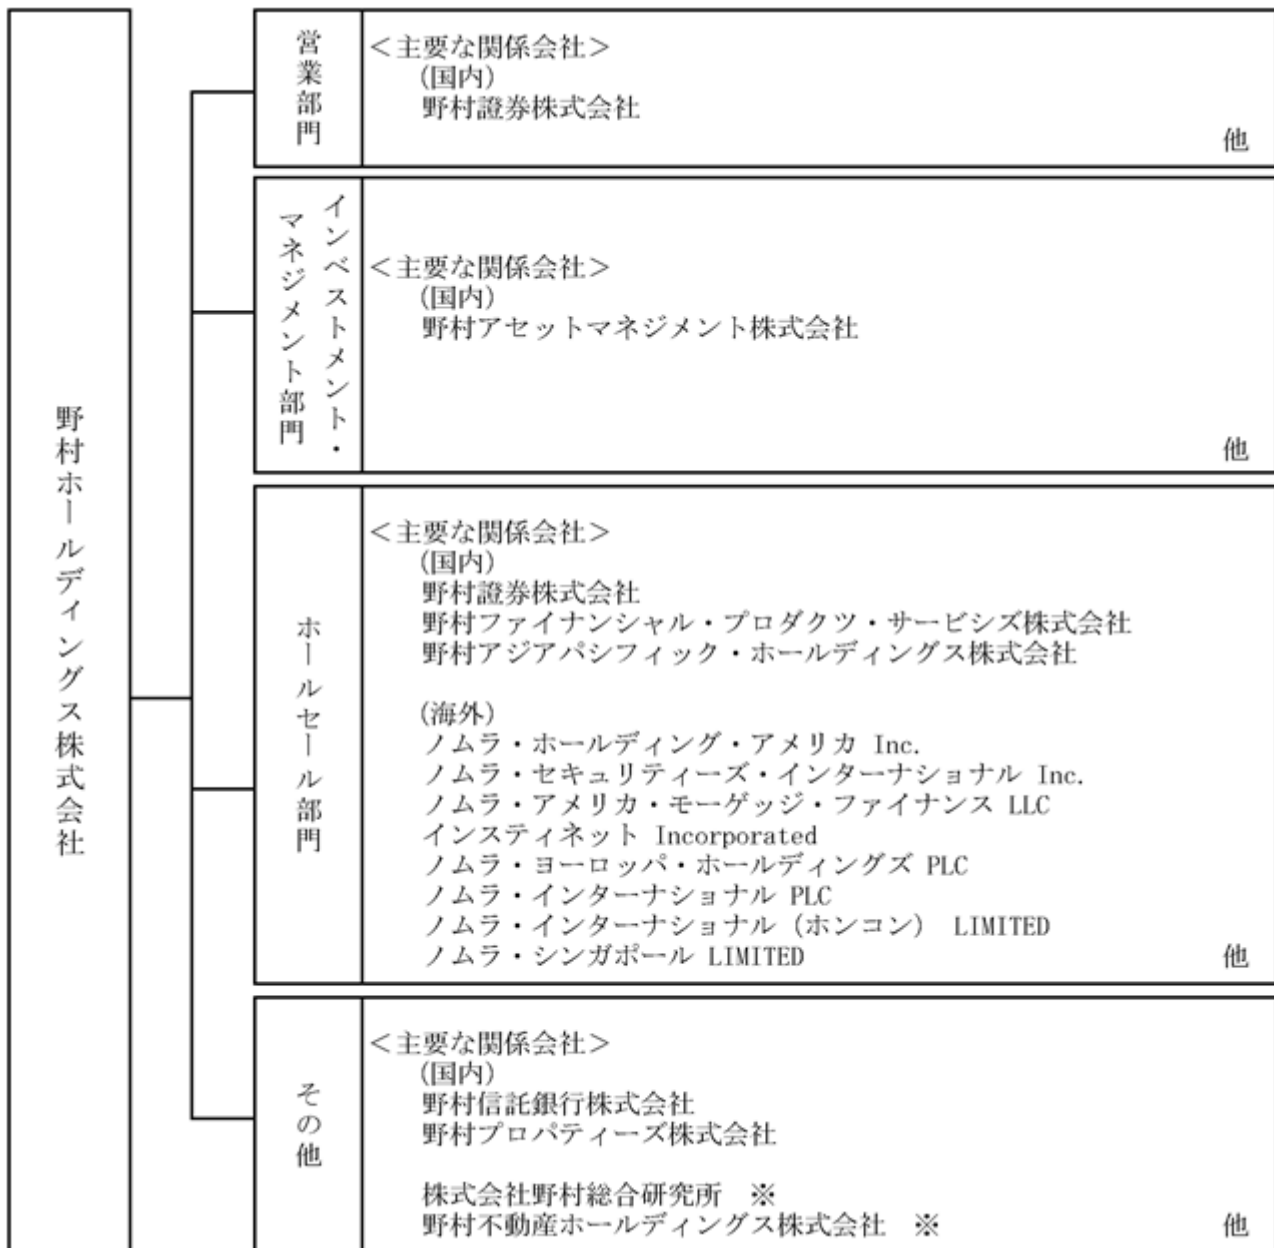 野村ホールディングス株式会社
営業部門
＜主要な関係会社＞
(国内)
野村證券株式会社
他
インベストメント・
マネジメント部門
＜主要な関係会社＞
(国内)
野村アセットマネジメント株式会社
他
ホールセール部門
＜主要な関係会社＞
(国内)
野村證券株式会社
野村ファイナンシャル・プロダクツ・サービシズ株式会社
野村アジアパシフィック・ホールディングス株式会社
(海外)
ノムラ・ホールディング・アメリカ Inc.
ノムラ・セキュリティーズ・インターナショナル Inc.
ノムラ・アメリカ・モーゲッジ・ファイナンス LLC
インスティネット Incorporated
ノムラ・ヨーロッパ・ホールディングズ PLC
ノムラ・インターナショナル PLC
ノムラ・インターナショナル（ホンコン） LIMITED
ノムラ・シンガポール LIMITED 他
その他
＜主要な関係会社＞
(国内)
野村信託銀行株式会社
野村プロパティーズ株式会社
株式会社野村総合研究所　※
野村不動産ホールディングス株式会社　※ 他